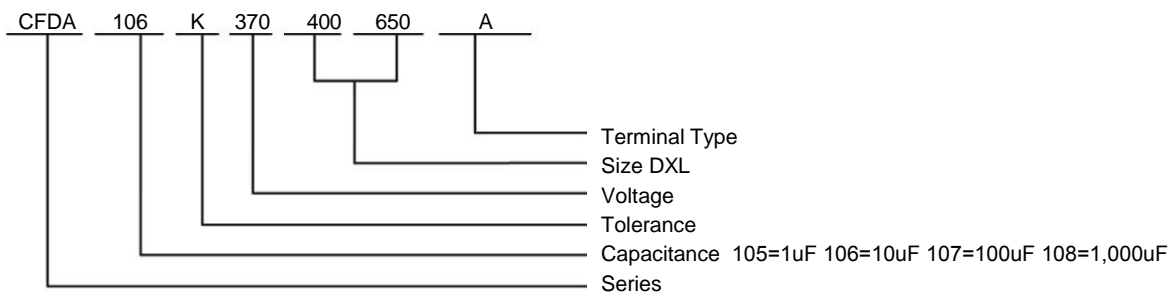 CFDA 106 K 370 400 650 A
Terminal Type
Size DXL
Voltage
Tolerance
Capacitance 105=1uF 106=10uF 107=100uF 108=1,000uF
Series